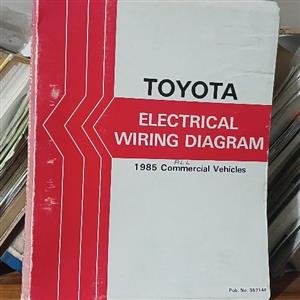 TOYOTA
ELECTRICAL
WIRING DIAGRAM
ALL
1985 Commercial Vehicles
Pub. No.